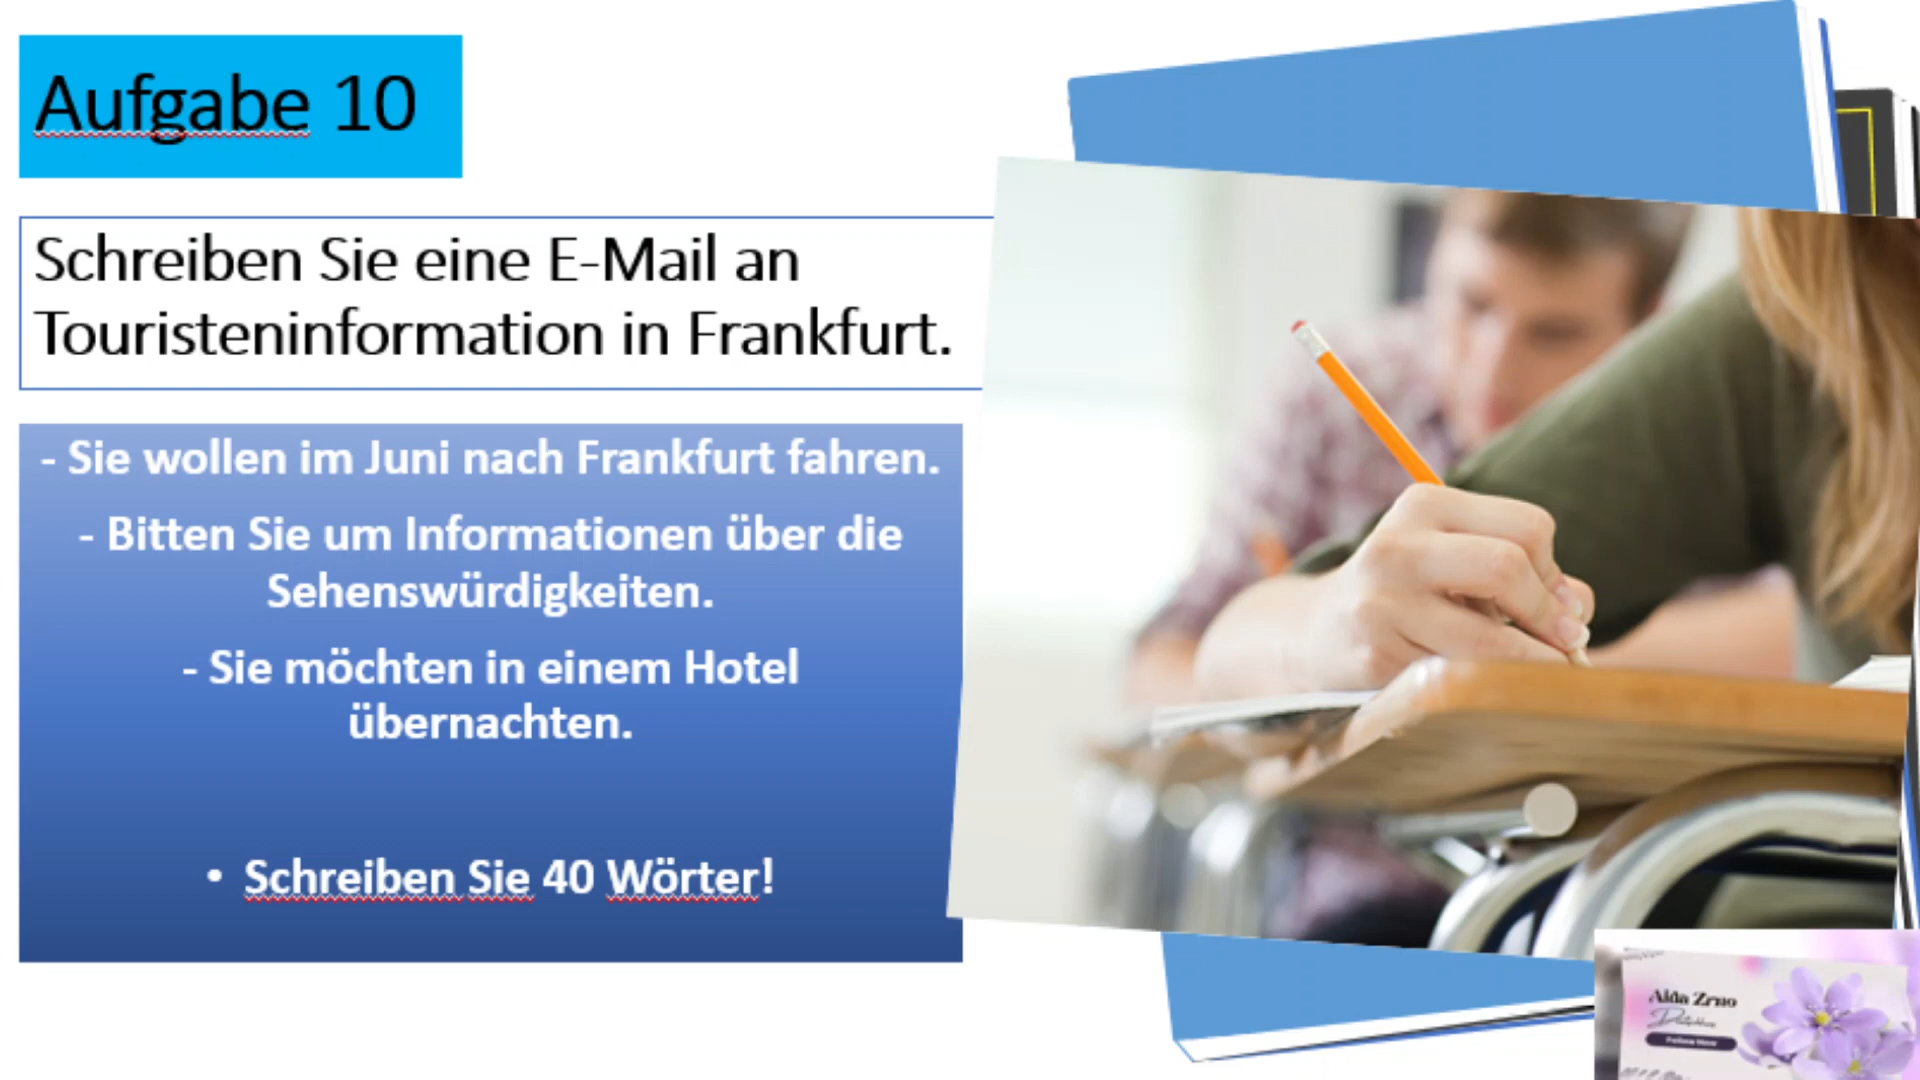 Aufgabe 10
Schreiben Sie eine E-Mail an
Touristeninformation in Frankfurt.
- Sie wollen im Juni nach Frankfurt fahren.
- Bitten Sie um Informationen über die
Sehenswürdigkeiten.
- Sie möchten in einem Hotel
übernachten.
• Schreiben Sie 40 Wörter!
Aida Zrno